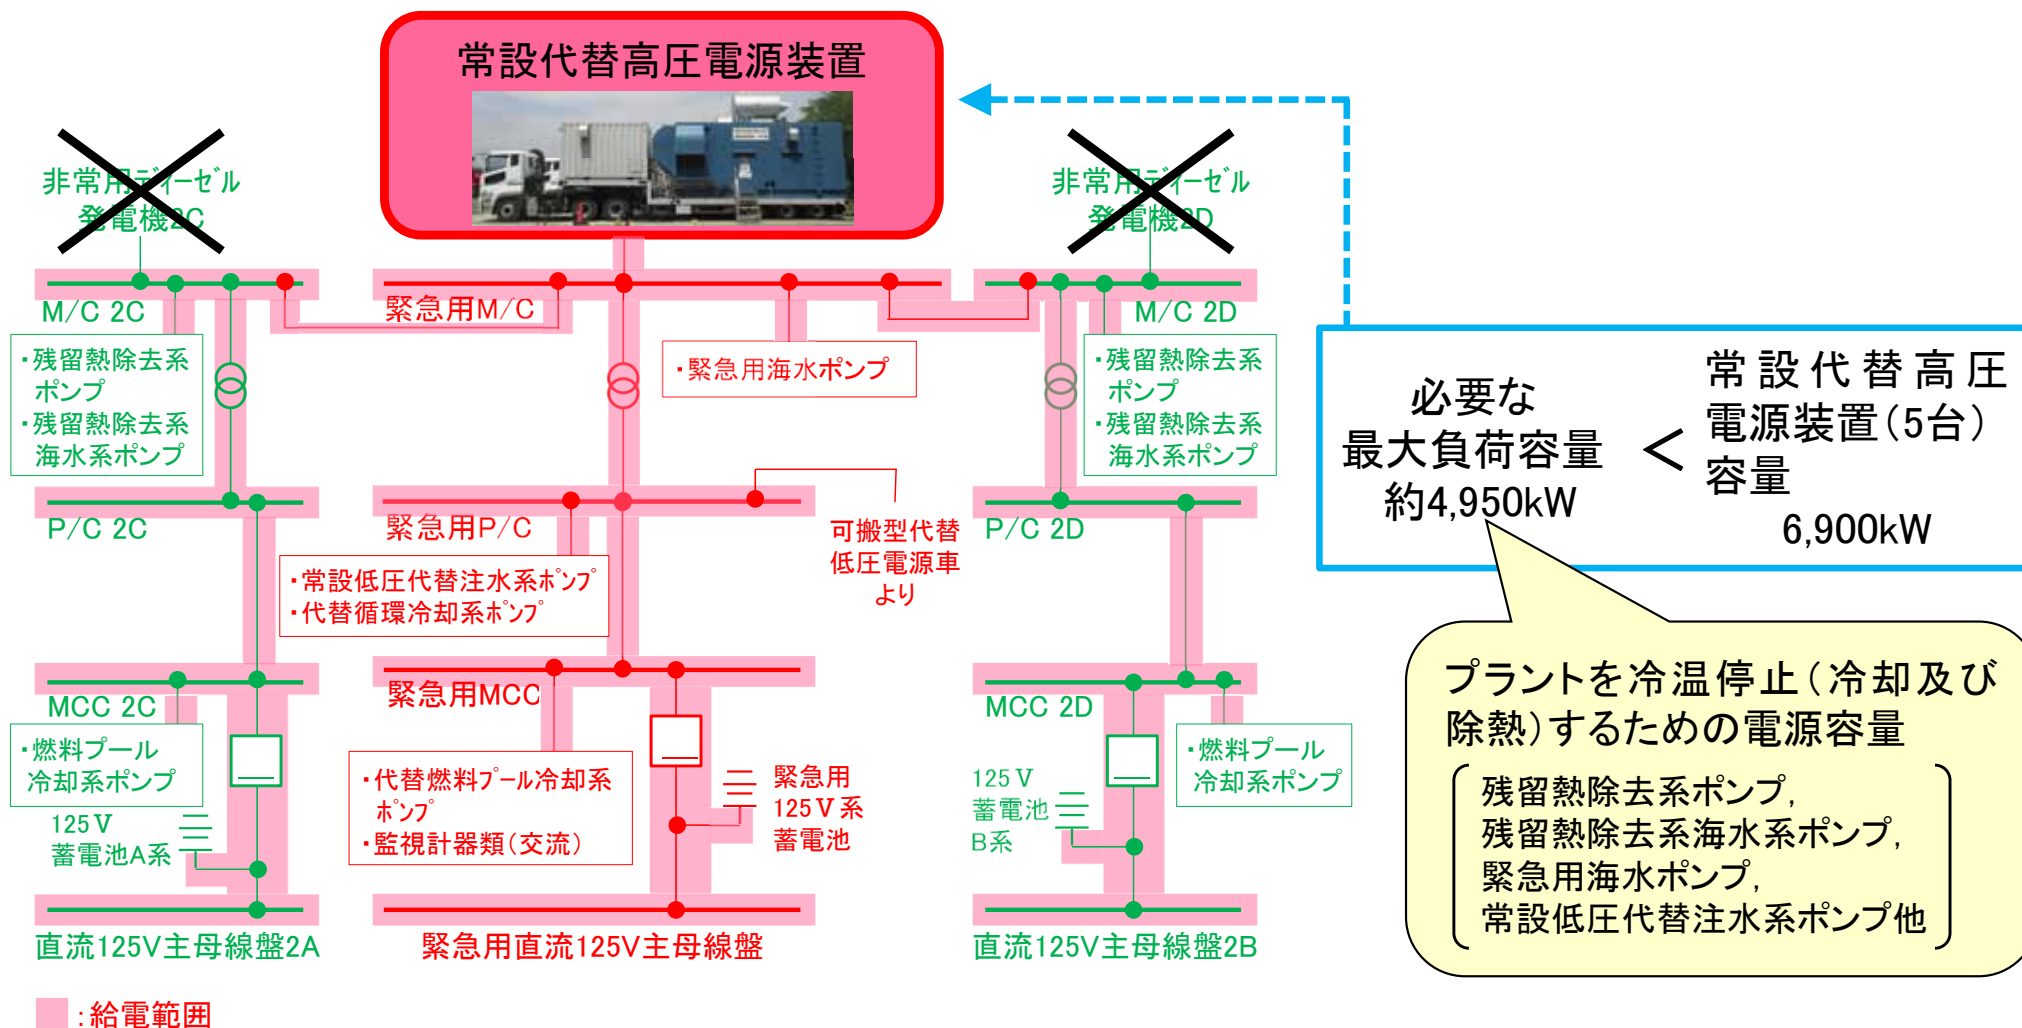 常設代替高圧電源装置
非常用ディーゼル
発電機2C
非常用ディーゼル
発電機2D
M/C 2C
緊急用M/C
M/C 2D
・残留熱除去系
ポンプ
・残留熱除去系
海水系ポンプ
・緊急用海水ポンプ
・残留熱除去系
ポンプ
・残留熱除去系
海水系ポンプ
必要な
最大負荷容量
約4,950kW
<
常設代替高圧
電源装置(5台)
容量
6,900kW
P/C 2C
緊急用P/C
可搬型代替
低圧電源車
より
P/C 2D
・常設低圧代替注水系ポンプ
・代替循環冷却系ポンプ
MCC 2C
緊急用MCC
MCC 2D
・燃料プール
冷却系ポンプ
・代替燃料プール冷却系
ポンプ
・監視計器類(交流)
・燃料プール
冷却系ポンプ
125V
蓄電池A系
緊急用
125V系
蓄電池
125V
蓄電池
B系
直流125V主母線盤2A
緊急用直流125V主母線盤
直流125V主母線盤2B
プラントを冷温停止(冷却及び
除熱)するための電源容量
残留熱除去系ポンプ,
残留熱除去系海水系ポンプ,
緊急用海水ポンプ,
常設低圧代替注水系ポンプ他
:給電範囲